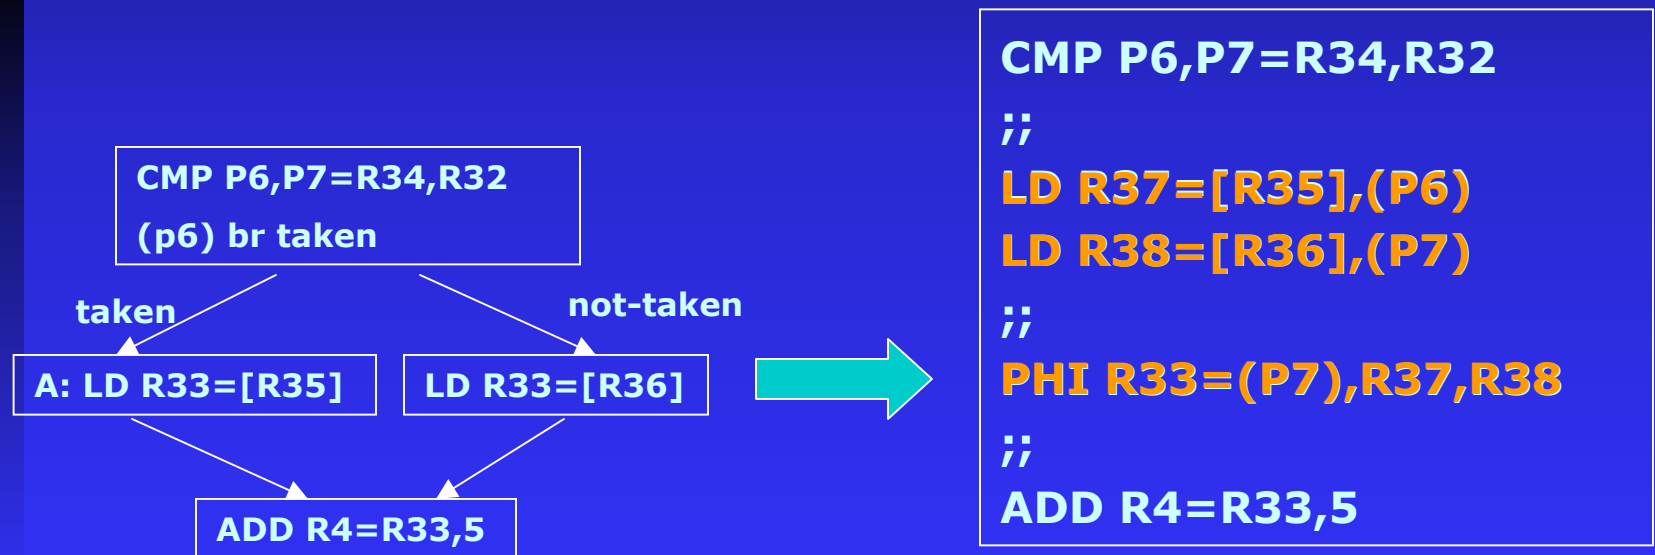 CMP P6,P7=R34,R32
(p6) br taken
taken
not-taken
A: LD R33=[R35]
LD R33=[R36]
ADD R4=R33,5
CMP P6,P7=R34,R32
;;
LD R37=[R35],(P6)
LD R38=[R36],(P7)
;;
PHI R33=(P7),R37,R38
;;
ADD R4=R33,5